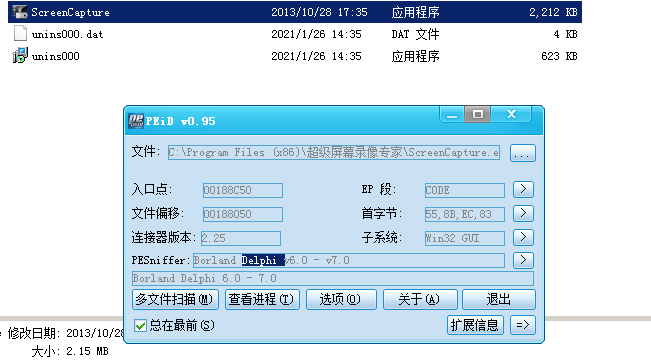 ScreenCapture 2013/10/28 17:35 应用程序 2,212 KB
unins000.dat 2021/1/26 14:35 DAT 文件 4 KB
unins000 2021/1/26 14:35 应用程序 623 KB
PEiD v0.95
文件: C:\Program Files (x86)\超级屏幕录像专家\ScreenCapture.e ...
入口点: 00188C50 EP 段: CODE >
文件偏移: 00188050 首字节: 55,8B,EC,83 >
连接器版本: 2.25 子系统: Win32 GUI >
PESniffer: Borland Delphi v6.0 - v7.0 >
Borland Delphi 6.0 - 7.0
多文件扫描(M) 查看进程(T) 选项(O) 关于(A) 退出
总在最前(S) 扩展信息 =>
修改日期: 2013/10/28
大小: 2.15 MB